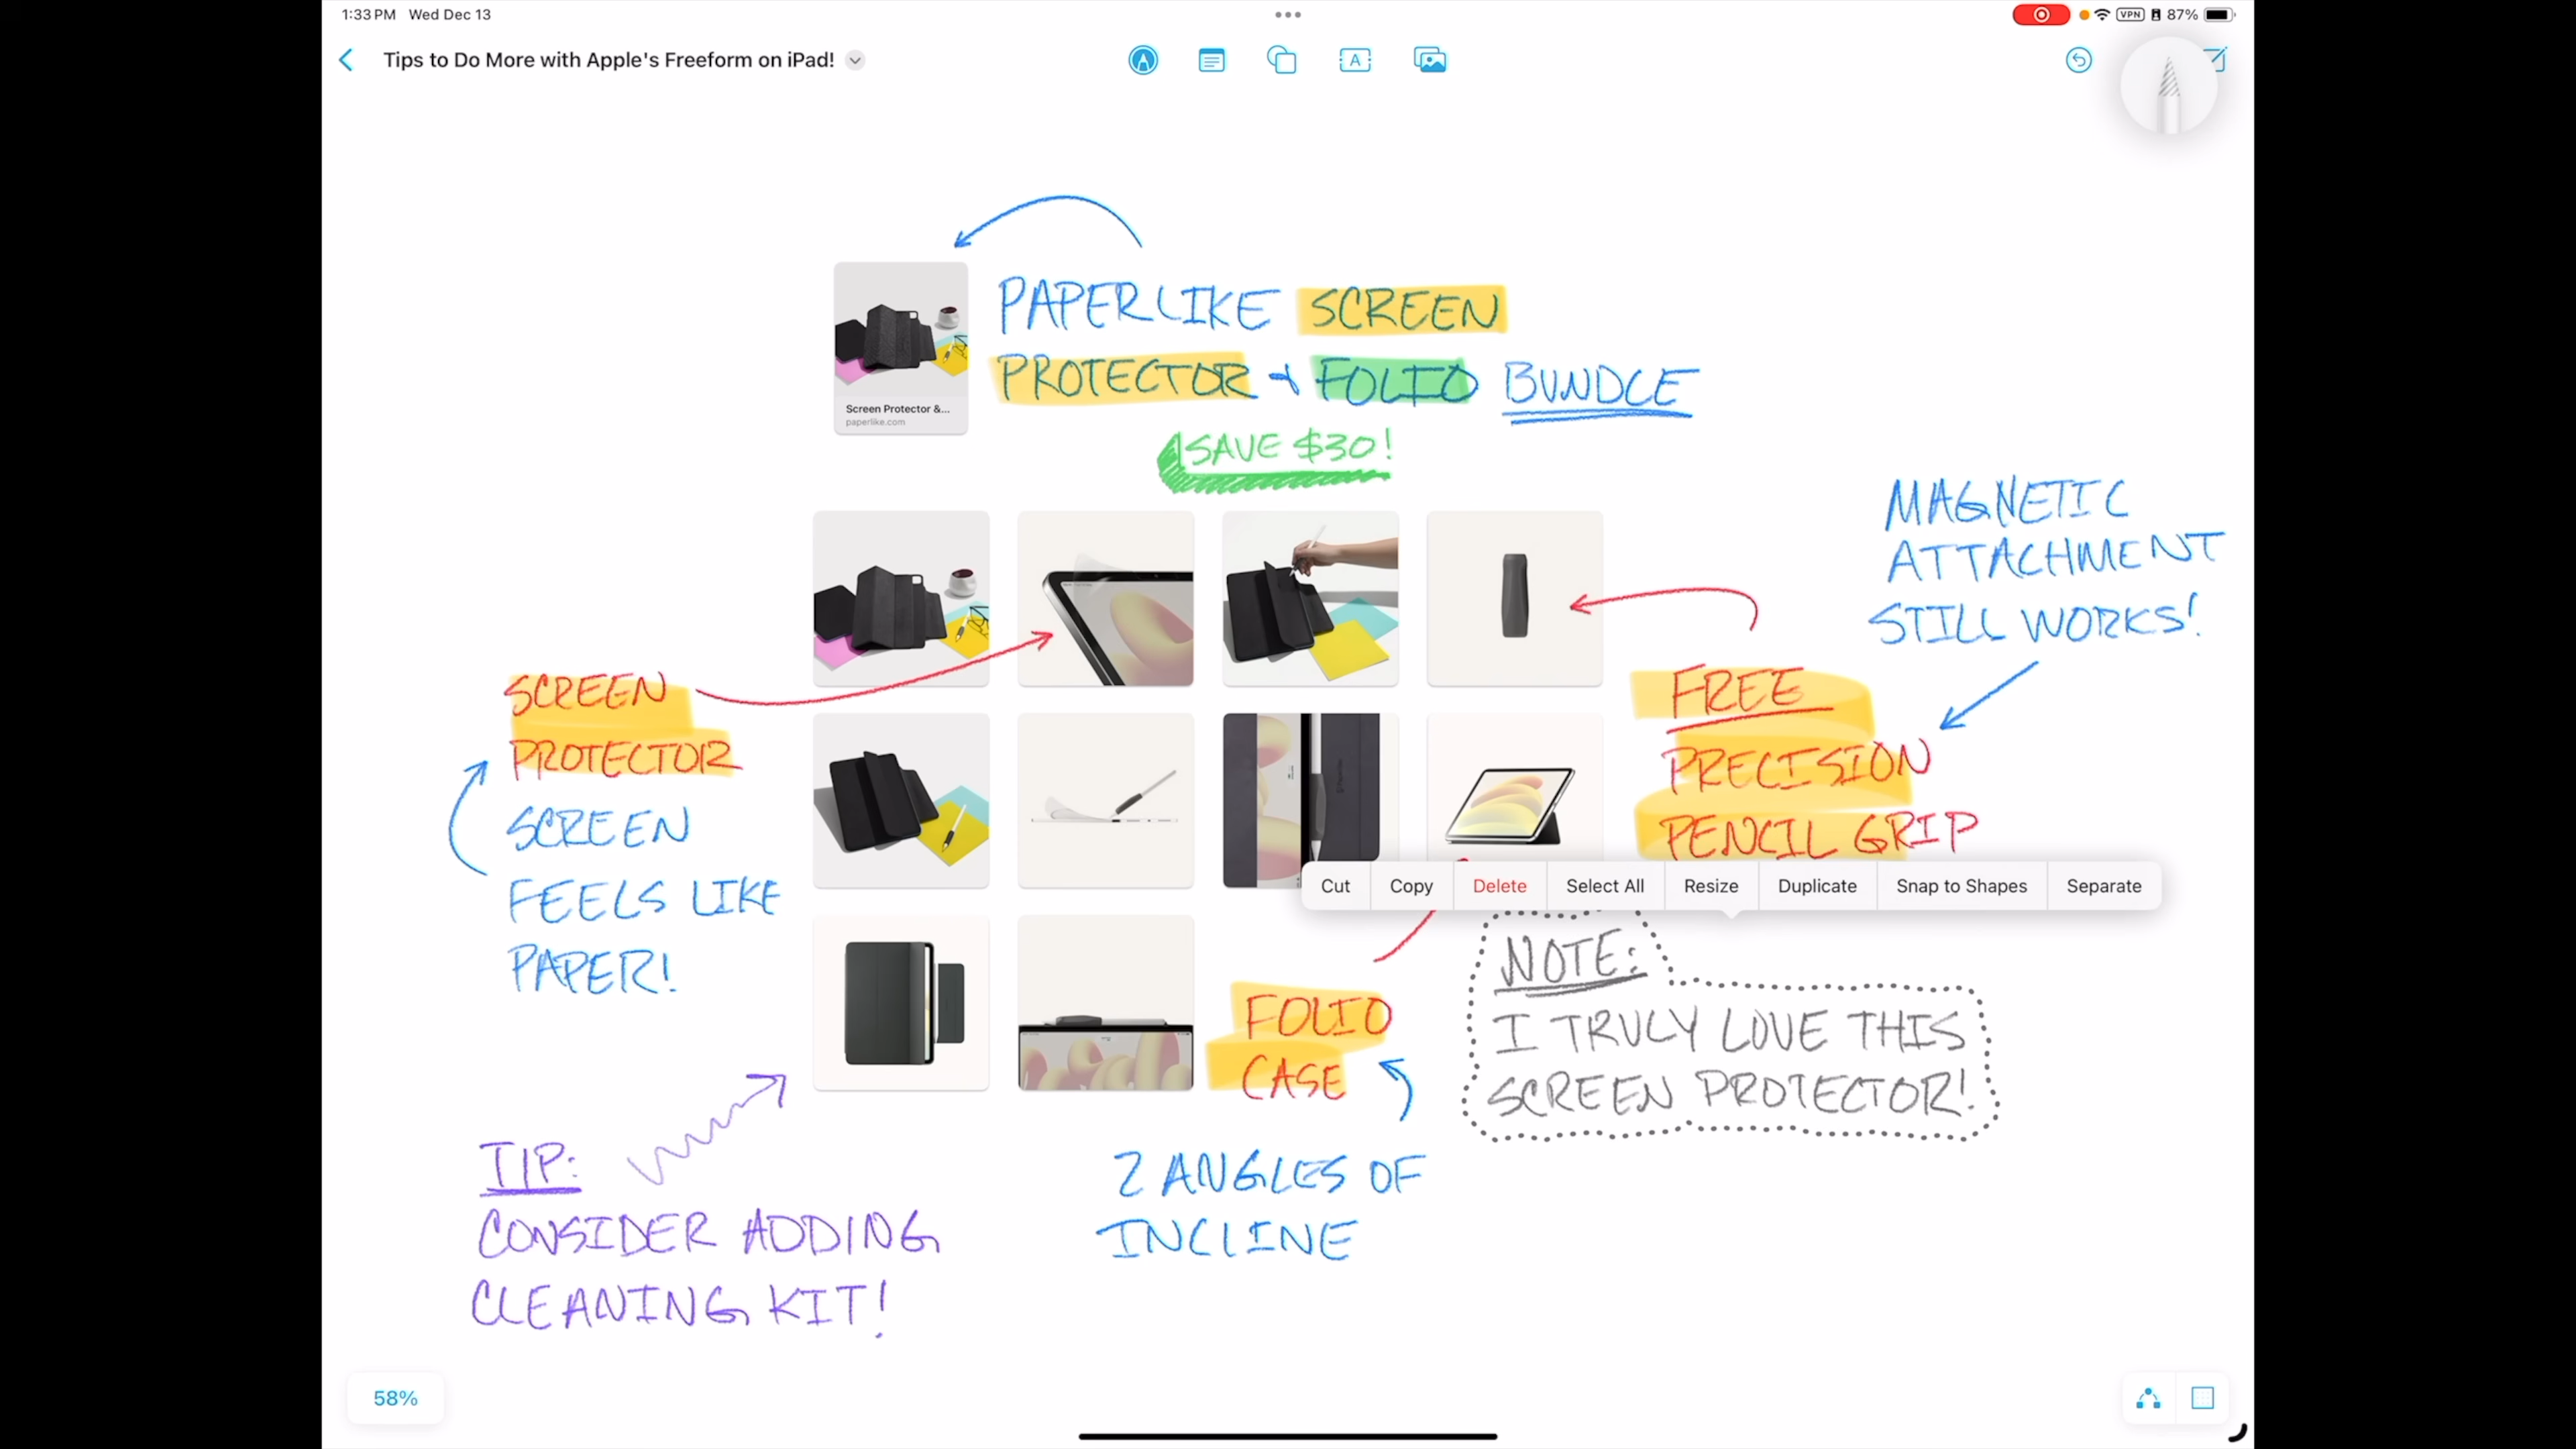 1:33 PM Wed Dec 13
VPN 87%
Tips to Do More with Apple's Freeform on iPad!
A
PAPERLIKE SCREEN
PROTECTOR + FOLIO BUNDLE
Screen Protector &...
paperlike.com
SAVE $30!
MAGNETIC
ATTACHMENT
STILL WORKS!
SCREEN
PROTECTOR
SCREEN
FEELS LIKE
PAPER!
FREE
PRECISION
PENCIL GRIP
Cut Copy Delete Select All Resize Duplicate Snap to Shapes Separate
NOTE:
I TRULY LOVE THIS
SCREEN PROTECTOR!
FOLIO
CASE
2 ANGLES OF
INCLINE
TIP:
CONSIDER ADDING
CLEANING KIT!
58%